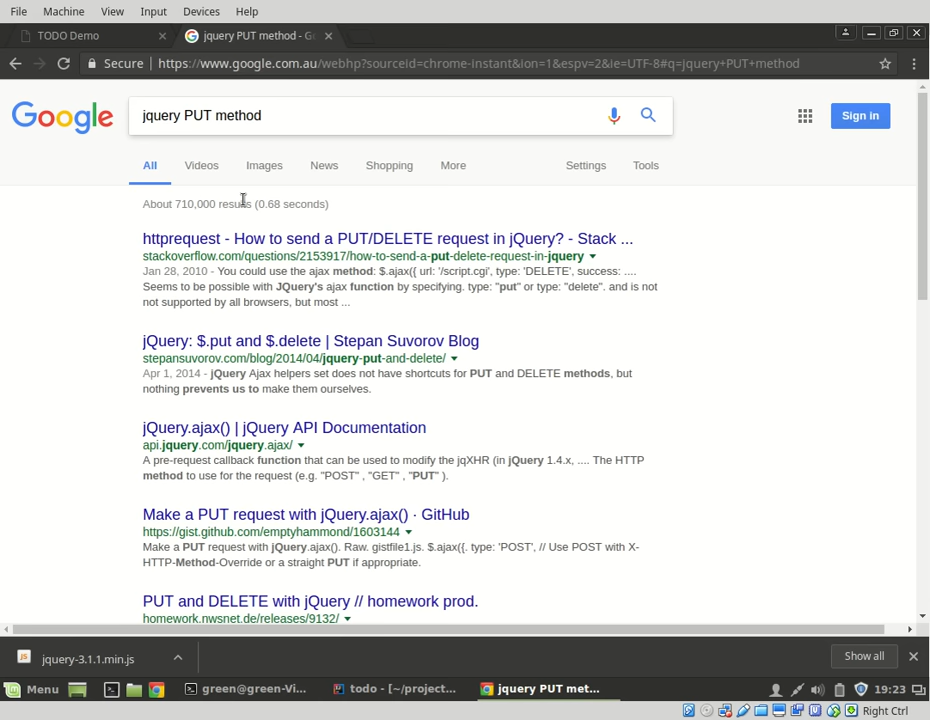 File Machine View Input Devices Help
TODO Demo
jquery PUT method - G
Secure https://www.google.com.au/webhp?sourceid=chrome-instant&ion=1&espv=2&ie=UTF-8#q=jquery+PUT+method
Google
jquery PUT method
Sign in
All Videos Images News Shopping More Settings Tools
About 710,000 results (0.68 seconds)
httprequest - How to send a PUT/DELETE request in jQuery? - Stack ...
stackoverflow.com/questions/2153917/how-to-send-a-put-delete-request-in-jquery
Jan 28, 2010 - You could use the ajax method: $.ajax({ url: '/script.cgi', type: 'DELETE', success: ....
Seems to be possible with JQuery's ajax function by specifying. type: "put" or type: "delete". and is not
not supported by all browsers, but most ...
jQuery: $.put and $.delete | Stepan Suvorov Blog
stepansuvorov.com/blog/2014/04/jquery-put-and-delete/
Apr 1, 2014 - jQuery Ajax helpers set does not have shortcuts for PUT and DELETE methods, but
nothing prevents us to make them ourselves.
jQuery.ajax() | jQuery API Documentation
api.jquery.com/jquery.ajax/
A pre-request callback function that can be used to modify the jqXHR (in jQuery 1.4.x, .... The HTTP
method to use for the request (e.g. "POST" , "GET" , "PUT" ).
Make a PUT request with jQuery.ajax() · GitHub
https://gist.github.com/emptyhammond/1603144
Make a PUT request with jQuery.ajax(). Raw. gistfile1.js. $.ajax({. type: 'POST', // Use POST with X-
HTTP-Method-Override or a straight PUT if appropriate.
PUT and DELETE with jQuery // homework prod.
homework.nwsnet.de/releases/9132/
jquery-3.1.1.min.js
Show all
Menu
green@green-Vi...
todo - [~/project...
jquery PUT met...
19:23
Right Ctrl